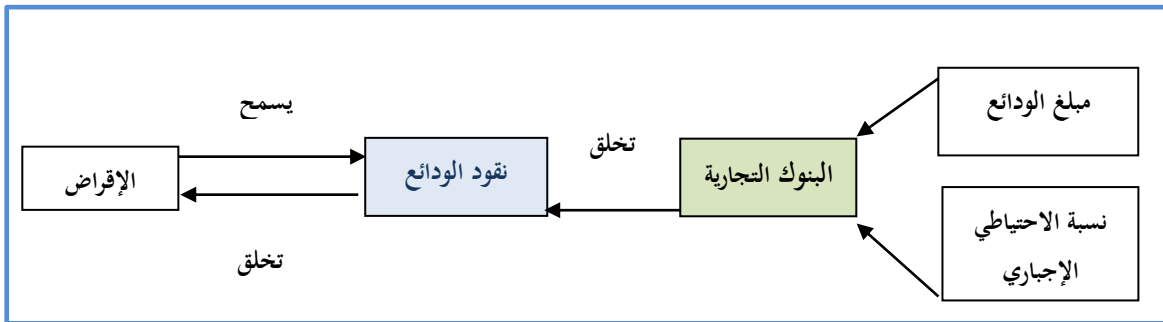 مبلغ الودائع
يسمح
تخلق
البنوك التجارية
نقود الودائع
الإقراض
نسبة الاحتياطي
الإجباري
تخلق